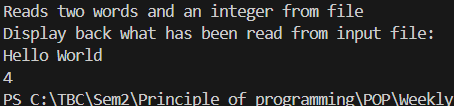 Reads two words and an integer from file
Display back what has been read from input file:
Hello World
4
PS C:\TBC\Sem2\Principle of programming\POP\Weekly